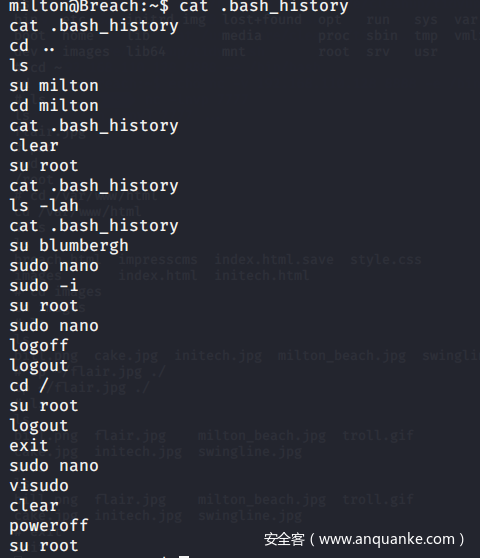 milton@Breach:~$ cat .bash_history
cat .bash_history
cd ..
ls
su milton
cd milton
cat .bash_history
clear
su root
cat .bash_history
ls -lah
cat .bash_history
su blumbergh
sudo nano
sudo -i
su root
sudo nano
logoff
logout
cd /
su root
logout
exit
sudo nano
visudo
clear
poweroff
su root
安全客（www.anquanke.com）